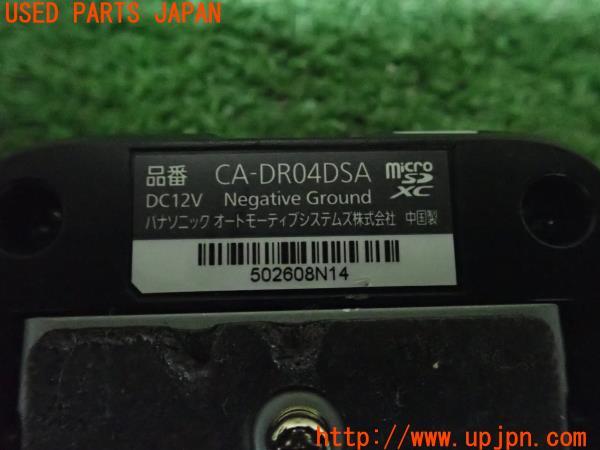 USED PARTS JAPAN
品番 CA-DR04DSA micro SD XC
DC12V Negative Ground
パナソニック オートモーティブシステムズ株式会社 中国製
502608N14
http://www.upjpn.com/